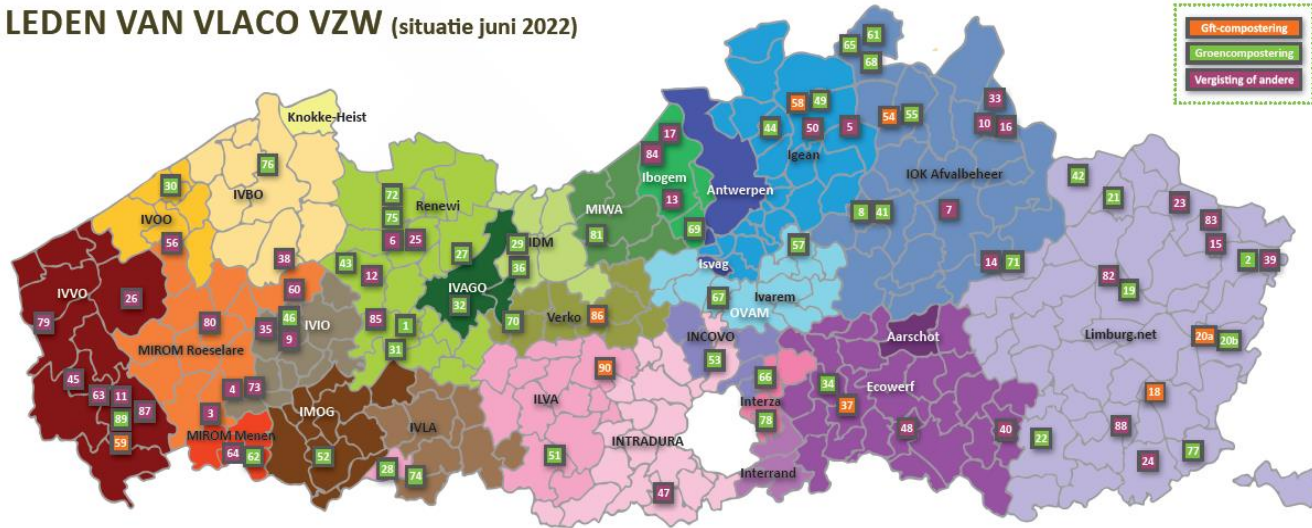 LEDEN VAN VLACO VZW (situatie juni 2022)
Gft-compostering
Groencompostering
Vergisting of andere
61
65
68
58
49
54
55
33
44
50
5
10
16
Igean
Knokke-Heist
17
84
Ibogem
13
Antwerpen
IOK Afvalbeheer
76
IVBO
30
IVOO
72
75
Renewi
6
25
MIWA
81
69
8
41
7
42
21
23
83
15
56
38
43
12
27
29
IDM
36
57
14
71
2
39
IVVO
26
60
IVAGO
32
Isvag
Ivarem
67
OVAM
82
19
79
80
35
46
9
IVIO
85
1
31
70
Verko
86
INCOVO
53
Aarschot
Limburg.net
20a
20b
MIROM Roeselare
45
63
11
89
87
59
4
73
3
MIROM Menen
64
62
IMOG
52
IVLA
28
74
ILVA
90
51
INTRADURA
47
66
Interza
78
Interrand
34
37
Ecowerf
48
40
22
18
88
24
77